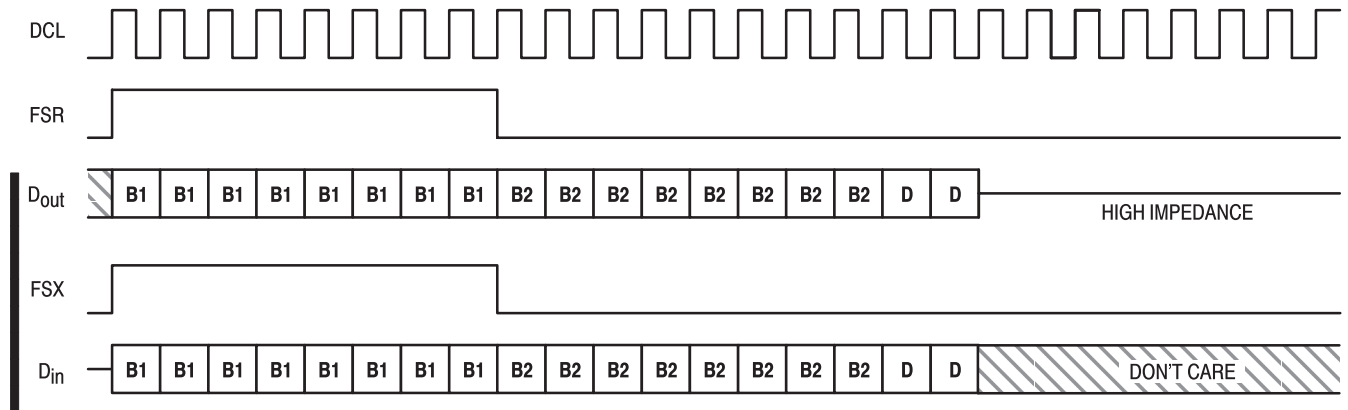 DCL
FSR
Dout B1 B1 B1 B1 B1 B1 B1 B1 B2 B2 B2 B2 B2 B2 B2 B2 D D
HIGH IMPEDANCE
FSX
Din B1 B1 B1 B1 B1 B1 B1 B1 B2 B2 B2 B2 B2 B2 B2 B2 D D DON'T CARE